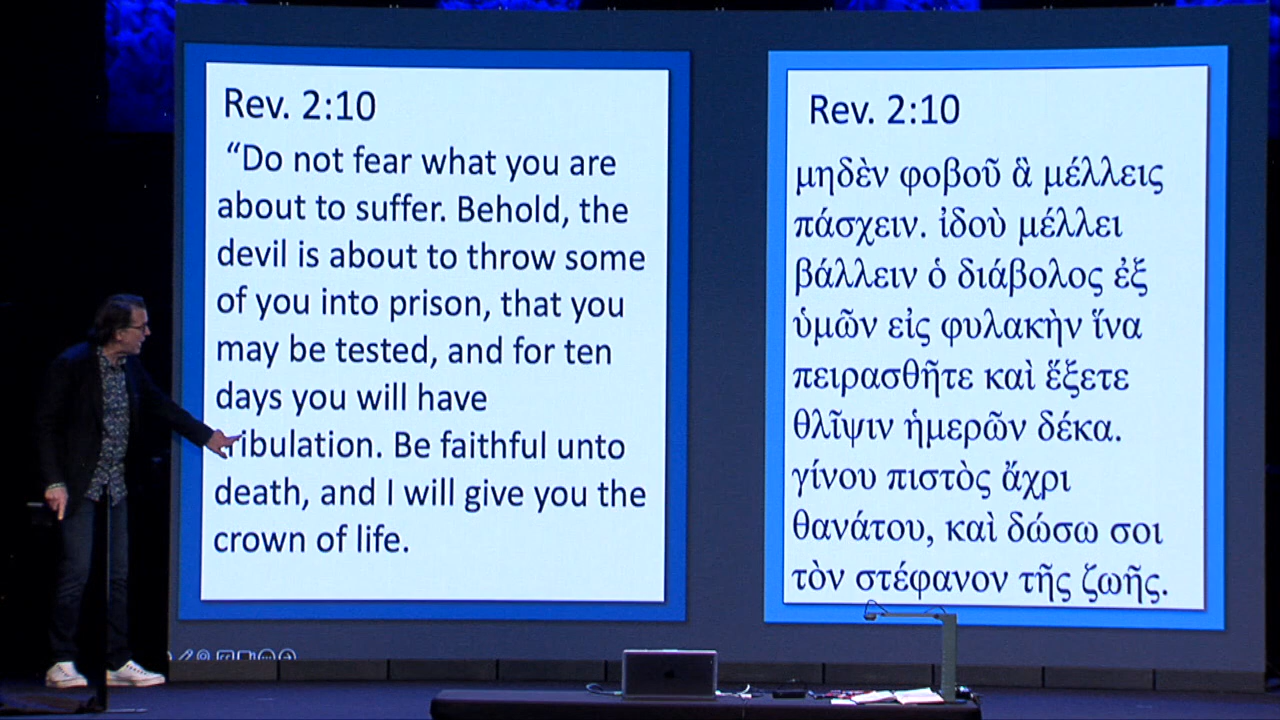 Rev. 2:10
“Do not fear what you are
about to suffer. Behold, the
devil is about to throw some
of you into prison, that you
may be tested, and for ten
days you will have
tribulation. Be faithful unto
death, and I will give you the
crown of life.
Rev. 2:10
μηδὲν φοβοῦ ἃ μέλλεις
πάσχειν. ἰδοὺ μέλλει
βάλλειν ὁ διάβολος ἐξ
ὑμῶν εἰς φυλακὴν ἵνα
πειρασθῆτε καὶ ἕξετε
θλῖψιν ἡμερῶν δέκα.
γίνου πιστὸς ἄχρι
θανάτου, καὶ δώσω σοι
τὸν στέφανον τῆς ζωῆς.